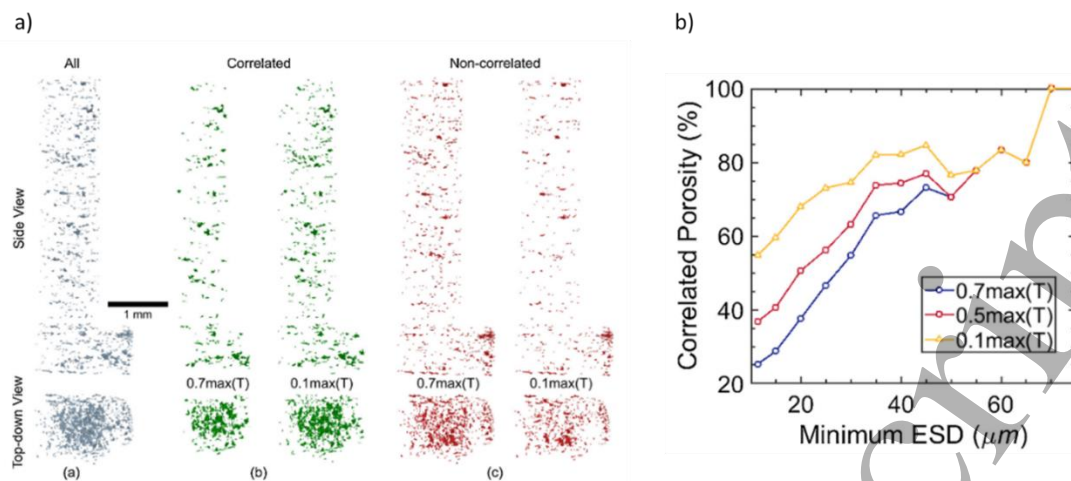 a)
All Correlated Non-correlated
Side View
1 mm
0.7max(T) 0.1max(T) 0.7max(T) 0.1max(T)
Top-down View
(a) (b) (c)
b)
Correlated Porosity (%)
100
80
60
40
20
0.7max(T)
0.5max(T)
0.1max(T)
20 40 60
Minimum ESD (μm)